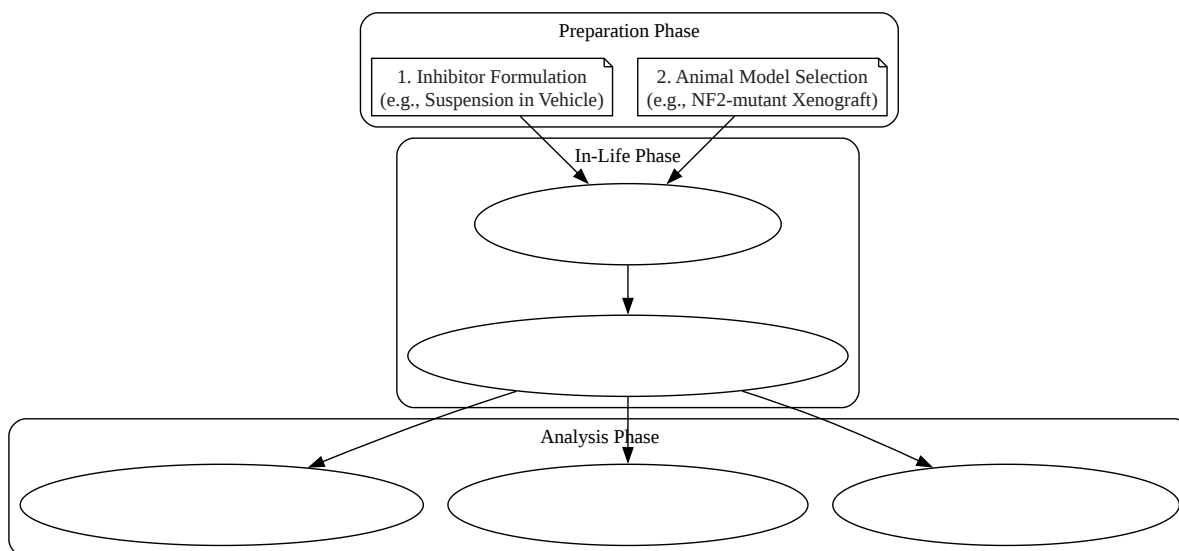 Preparation Phase
1. Inhibitor Formulation
(e.g., Suspension in Vehicle)
2. Animal Model Selection
(e.g., NF2-mutant Xenograft)
In-Life Phase
Analysis Phase